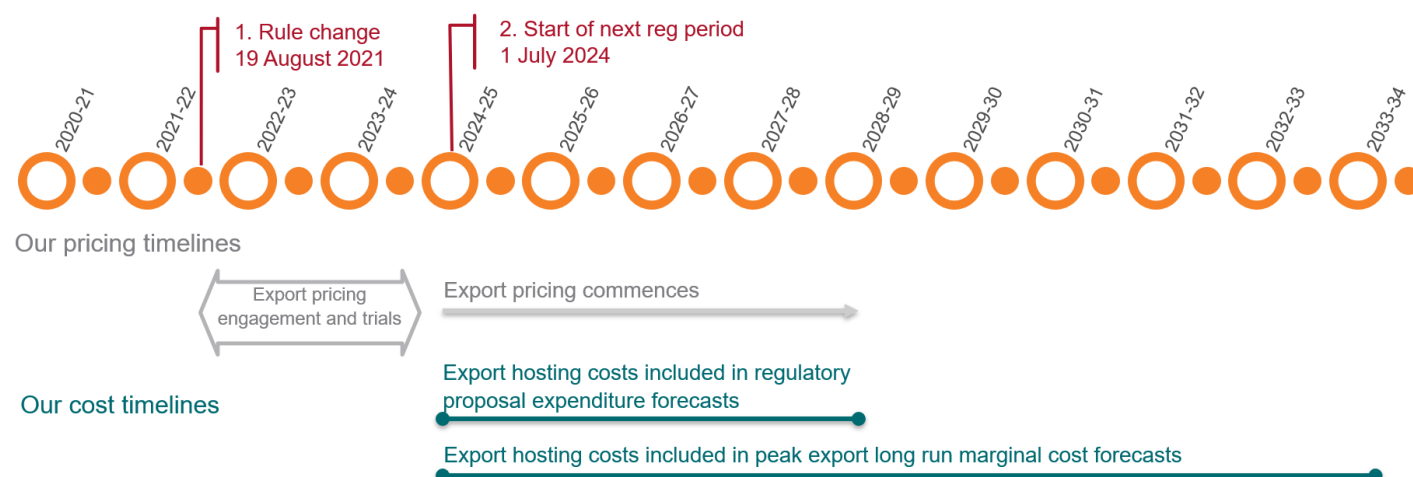 1. Rule change
19 August 2021
2. Start of next reg period
1 July 2024
2020-21
2021-22
2022-23
2023-24
2024-25
2025-26
2026-27
2027-28
2028-29
2029-30
2030-31
2031-32
2032-33
2033-34
Our pricing timelines
Export pricing
engagement and trials
Export pricing commences
Our cost timelines
Export hosting costs included in regulatory
proposal expenditure forecasts
Export hosting costs included in peak export long run marginal cost forecasts